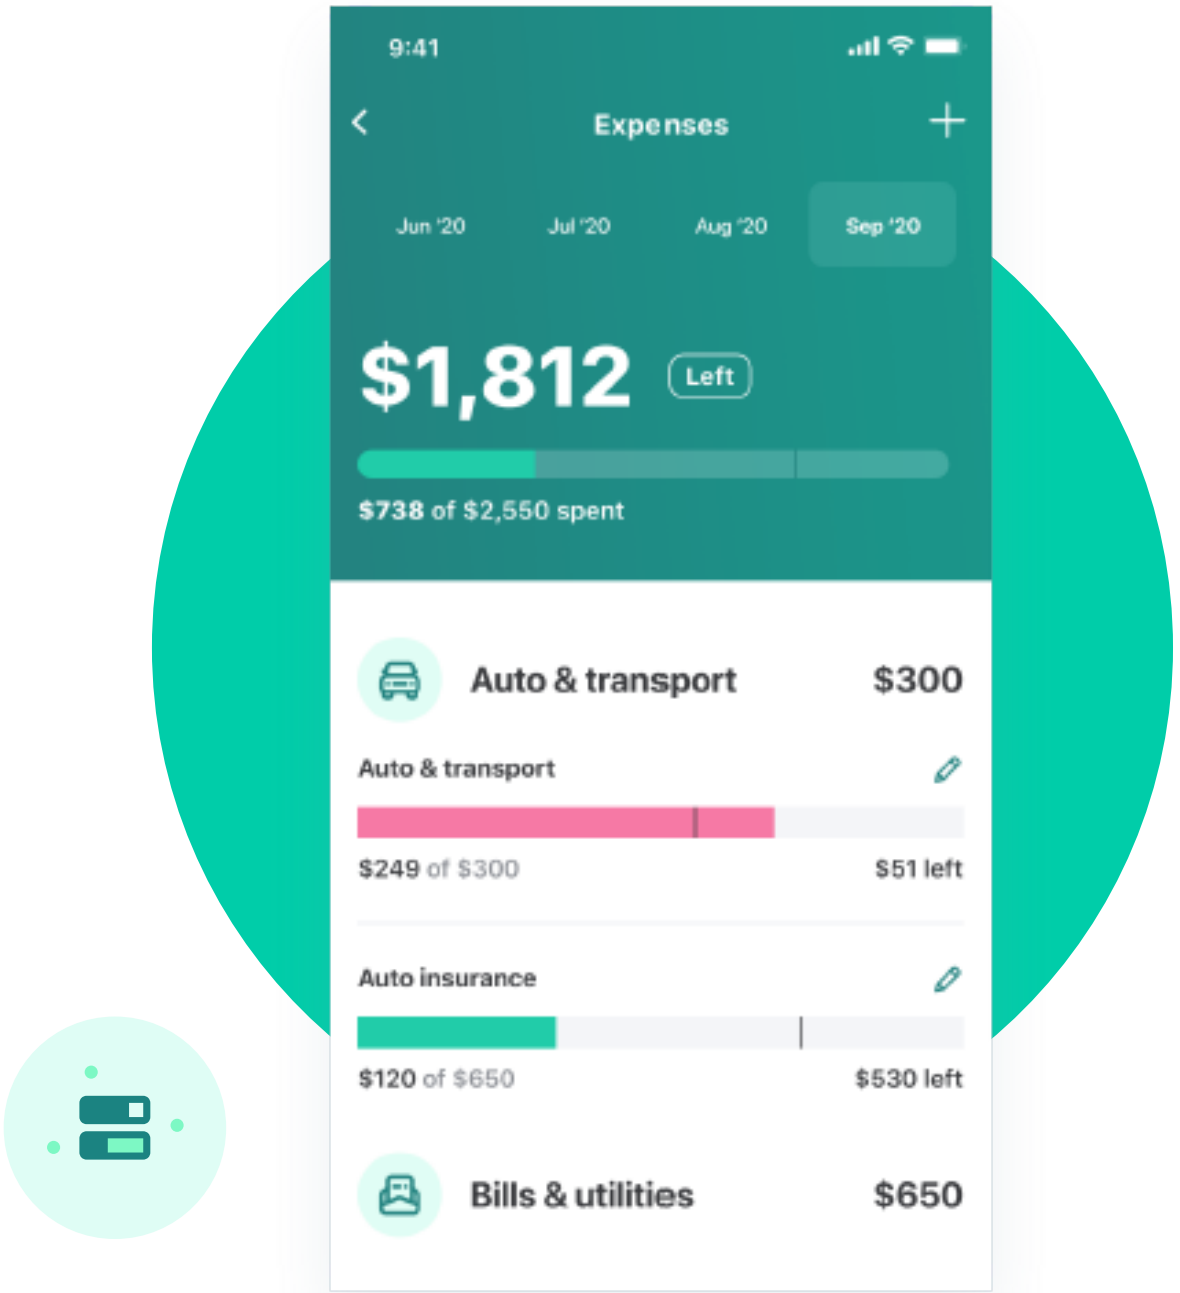 9:41
Expenses
Jun '20 Jul '20 Aug '20 Sep '20
$1,812 Left
$738 of $2,550 spent
Auto & transport $300
Auto & transport
$249 of $300 $51 left
Auto insurance
$120 of $650 $530 left
Bills & utilities $650